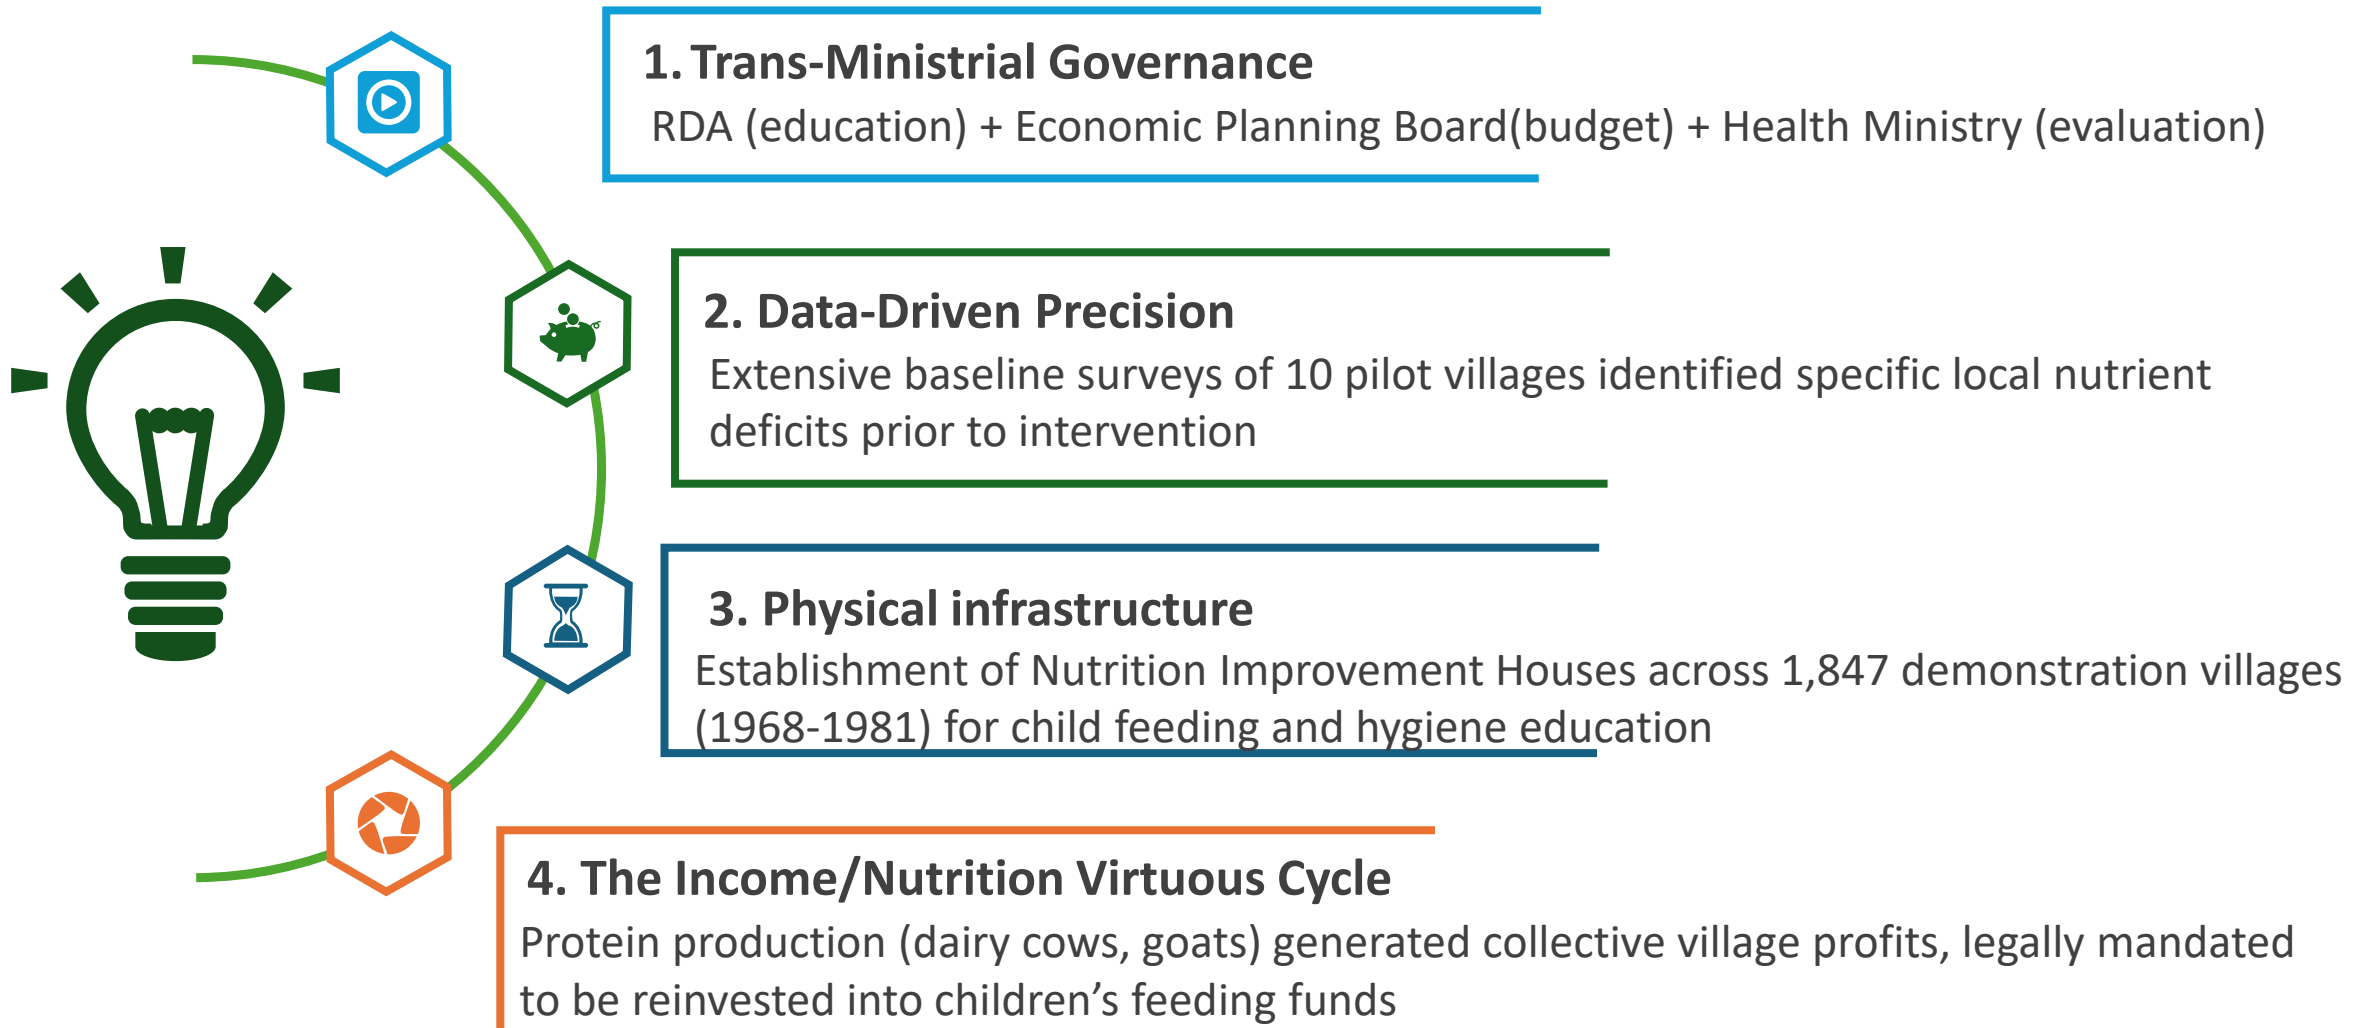 1. Trans-Ministrial Governance
RDA (education) + Economic Planning Board(budget) + Health Ministry (evaluation)
2. Data-Driven Precision
Extensive baseline surveys of 10 pilot villages identified specific local nutrient
deficits prior to intervention
3. Physical infrastructure
Establishment of Nutrition Improvement Houses across 1,847 demonstration villages
(1968-1981) for child feeding and hygiene education
4. The Income/Nutrition Virtuous Cycle
Protein production (dairy cows, goats) generated collective village profits, legally mandated
to be reinvested into children’s feeding funds